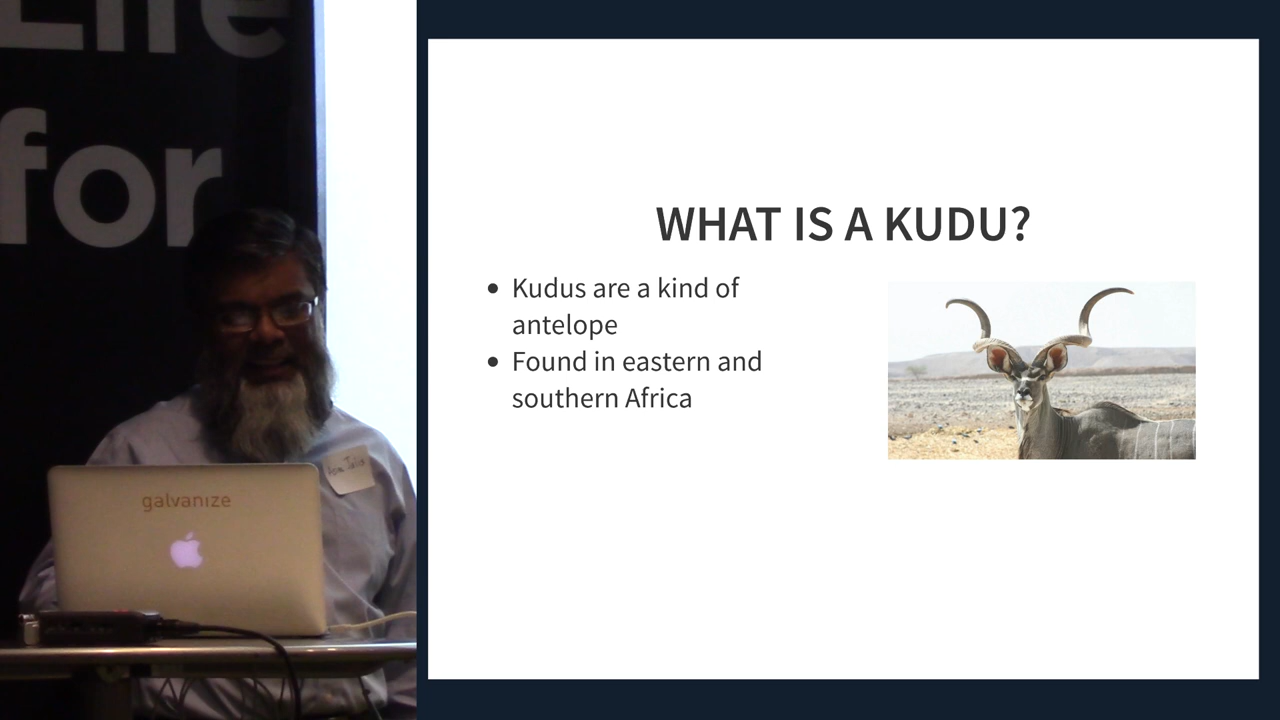 Life
for
galvanize
WHAT IS A KUDU?
Kudus are a kind of
antelope
Found in eastern and
southern Africa